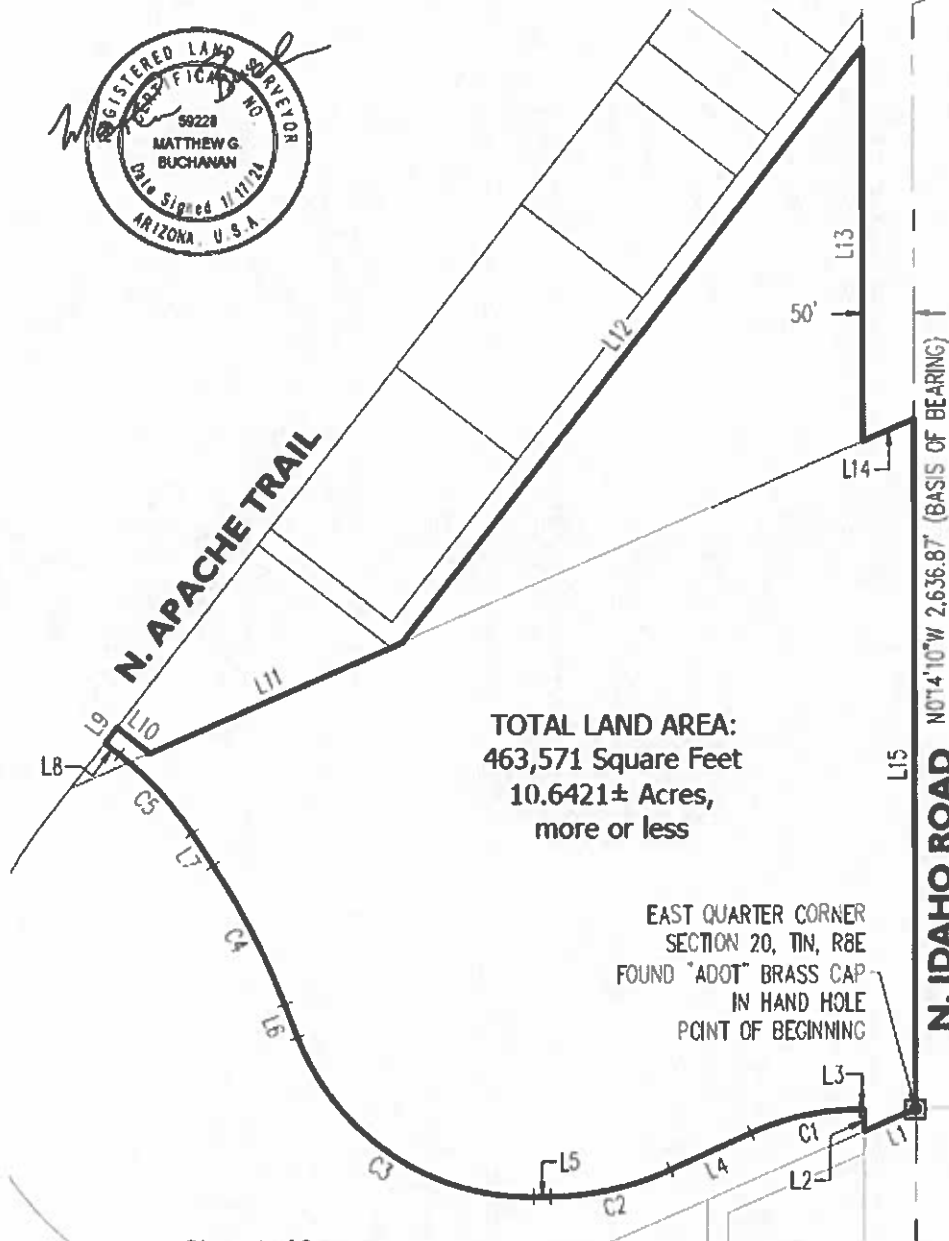 REGISTERED LAND SURVEYOR
CERTIFICATE NO.
59228
MATTHEW G.
BUCHANAN
Date Signed 1/17/24
ARIZONA, U.S.A.
L13
50'
L12
L14
N. APACHE TRAIL
L11
L9
L10
L8
C5
L7
C4
L6
C3
L5
C2
L4
C1
L3
L2
L1
L15
TOTAL LAND AREA:
463,571 Square Feet
10.6421± Acres,
more or less
EAST QUARTER CORNER
SECTION 20, T1N, R8E
FOUND "ADOT" BRASS CAP
IN HAND HOLE
POINT OF BEGINNING
N. IDAHO ROAD
N0°14'10"W 2,636.87' (BASIS OF BEARING)